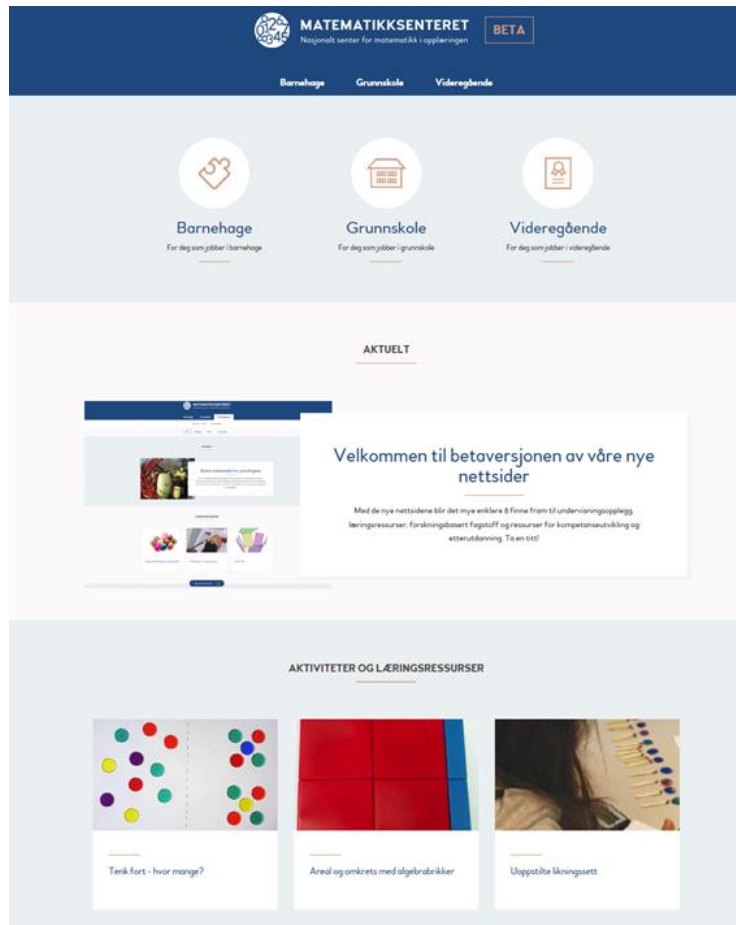 MATEMATIKKSENTERET
Nasjonalt senter for matematikk i opplæringen
BETA
Barnehage Grunnskole Videregående
Barnehage
For deg som jobber i barnehage
Grunnskole
For deg som jobber i grunnskole
Videregående
For deg som jobber i videregående
AKTUELT
Velkommen til betaversjonen av våre nye
nettsider
Med de nye nettsidene blir det mye enklere å finne fram til undervisningsopplegg,
læringsressurser, forskningsbasert fagstoff og ressurser for kompetanseutvikling og
etterutdanning. Ta en titt!
AKTIVITETER OG LÆRINGSRESSURSER
Tenk fort - hvor mange?
Areal og omkrets med algebrabrikker
Uoppstilte likningssett